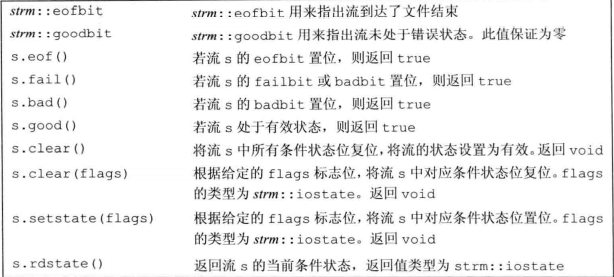 strm::eofbit strm::eofbit 用来指出流到达了文件结束
strm::goodbit strm::goodbit 用来指出流未处于错误状态。此值保证为零
s.eof() 若流 s 的 eofbit 置位，则返回 true
s.fail() 若流 s 的 failbit 或 badbit 置位，则返回 true
s.bad() 若流 s 的 badbit 置位，则返回 true
s.good() 若流 s 处于有效状态，则返回 true
s.clear() 将流 s 中所有条件状态位复位，将流的状态设置为有效。返回 void
s.clear(flags) 根据给定的 flags 标志位，将流 s 中对应条件状态位复位。flags
的类型为 strm::iostate。返回 void
s.setstate(flags) 根据给定的 flags 标志位，将流 s 中对应条件状态位置位。flags
的类型为 strm::iostate。返回 void
s.rdstate() 返回流 s 的当前条件状态，返回值类型为 strm::iostate